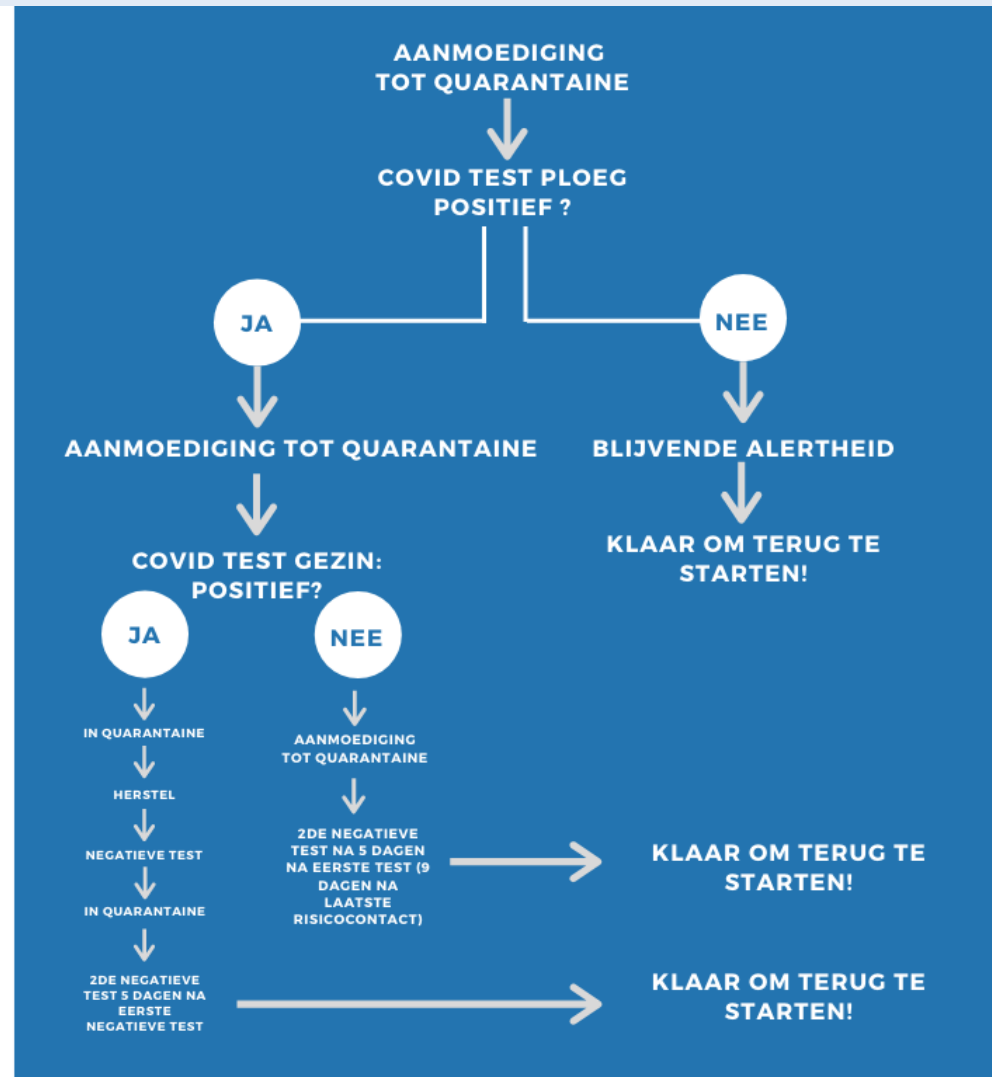 AANMOEDIGING
TOT QUARANTAINE
COVID TEST PLOEG
POSITIEF ?
JA
NEE
AANMOEDIGING TOT QUARANTAINE
BLIJVENDE ALERTHEID
KLAAR OM TERUG TE
STARTEN!
COVID TEST GEZIN:
POSITIEF?
JA
NEE
IN QUARANTAINE
HERSTEL
NEGATIEVE TEST
IN QUARANTAINE
2DE NEGATIEVE
TEST 5 DAGEN NA
EERSTE
NEGATIEVE TEST
KLAAR OM TERUG TE
STARTEN!
AANMOEDIGING
TOT QUARANTAINE
2DE NEGATIEVE
TEST NA 5 DAGEN
NA EERSTE TEST (9
DAGEN NA
LAATSTE
RISICOCONTACT)
KLAAR OM TERUG TE
STARTEN!